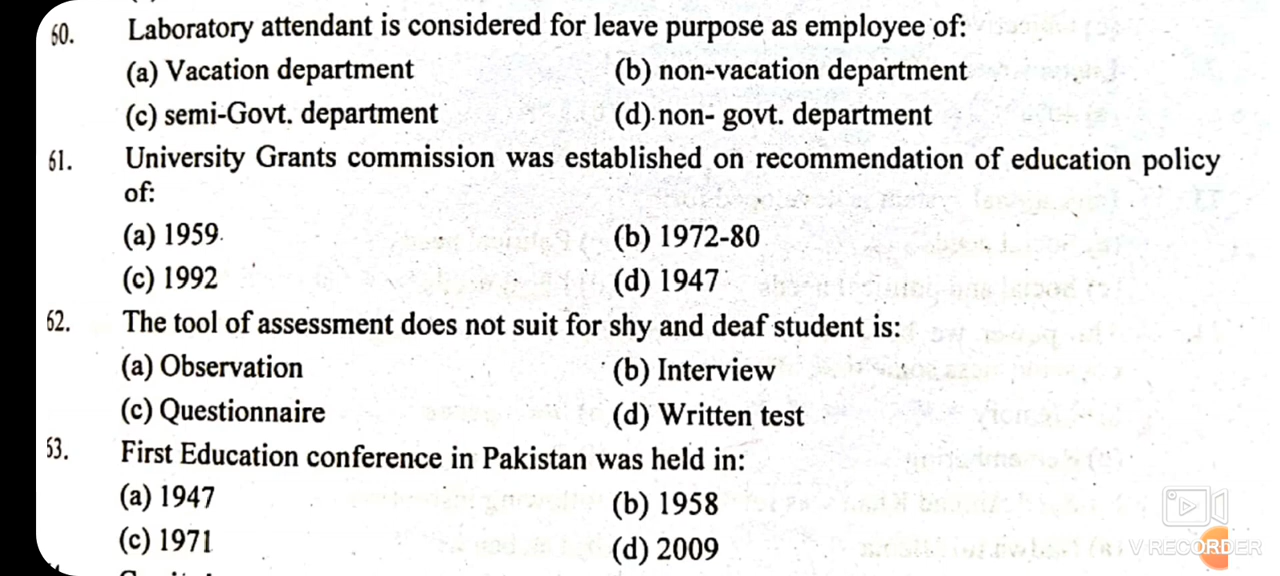 60. Laboratory attendant is considered for leave purpose as employee of:
(a) Vacation department (b) non-vacation department
(c) semi-Govt. department (d) non- govt. department
61. University Grants commission was established on recommendation of education policy
of:
(a) 1959 (b) 1972-80
(c) 1992 (d) 1947
62. The tool of assessment does not suit for shy and deaf student is:
(a) Observation (b) Interview
(c) Questionnaire (d) Written test
53. First Education conference in Pakistan was held in:
(a) 1947 (b) 1958
(c) 1971 (d) 2009
V RECORDER